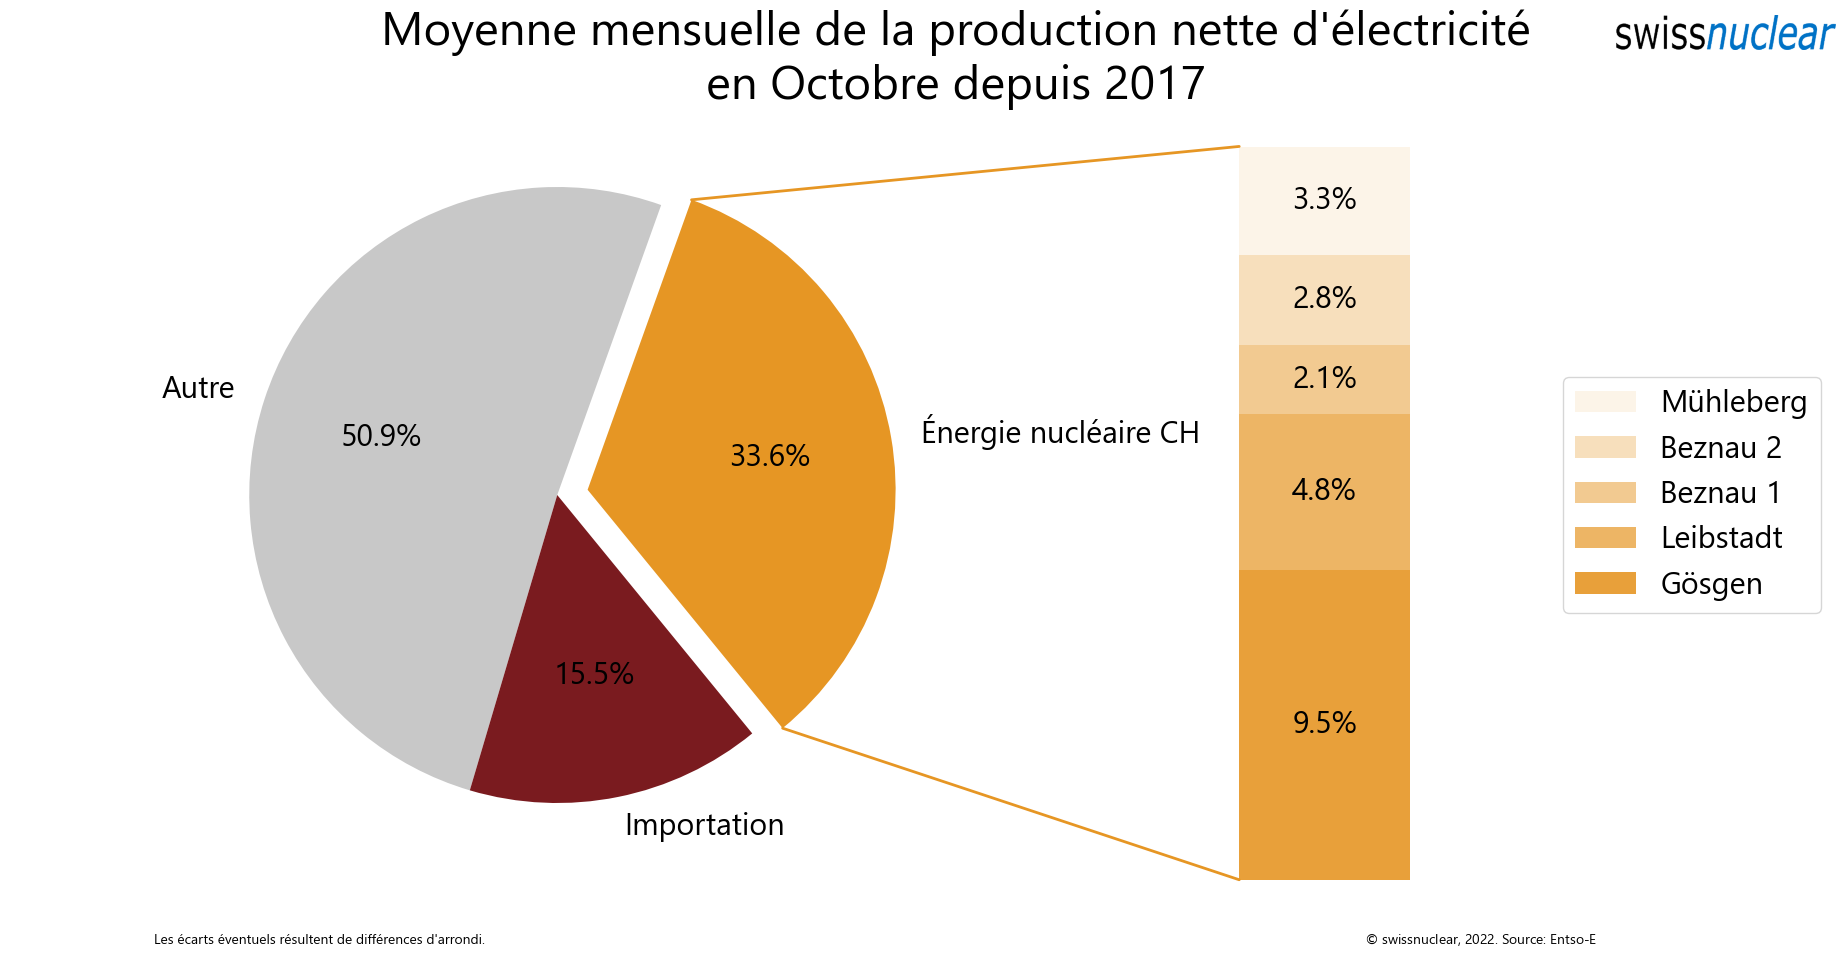 Moyenne mensuelle de la production nette d'électricité
en Octobre depuis 2017
swissnuclear
Autre
50.9%
33.6%
Énergie nucléaire CH
15.5%
Importation
3.3%
2.8%
2.1%
4.8%
9.5%
Mühleberg
Beznau 2
Beznau 1
Leibstadt
Gösgen
Les écarts éventuels résultent de différences d'arrondi.
© swissnuclear, 2022. Source: Entso-E